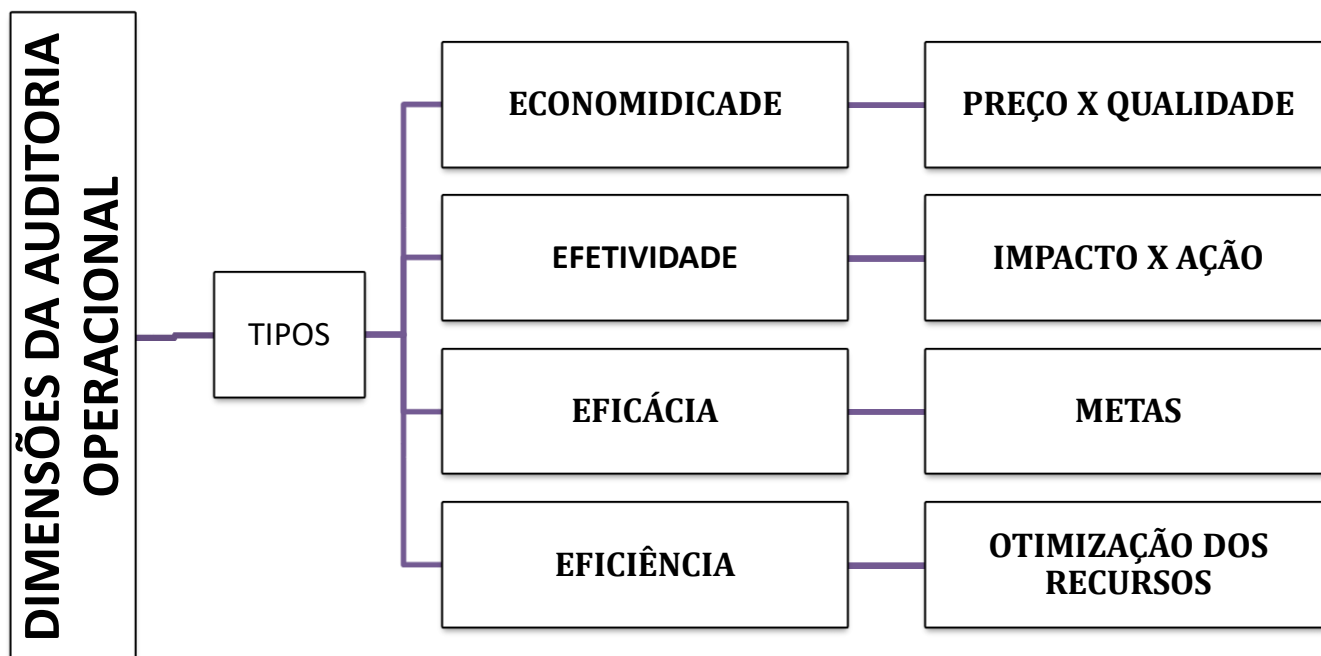 DIMENSÕES DA AUDITORIA
OPERACIONAL
TIPOS
ECONOMIDICADE
PREÇO X QUALIDADE
EFETIVIDADE
IMPACTO X AÇÃO
EFICÁCIA
METAS
EFICIÊNCIA
OTIMIZAÇÃO DOS
RECURSOS